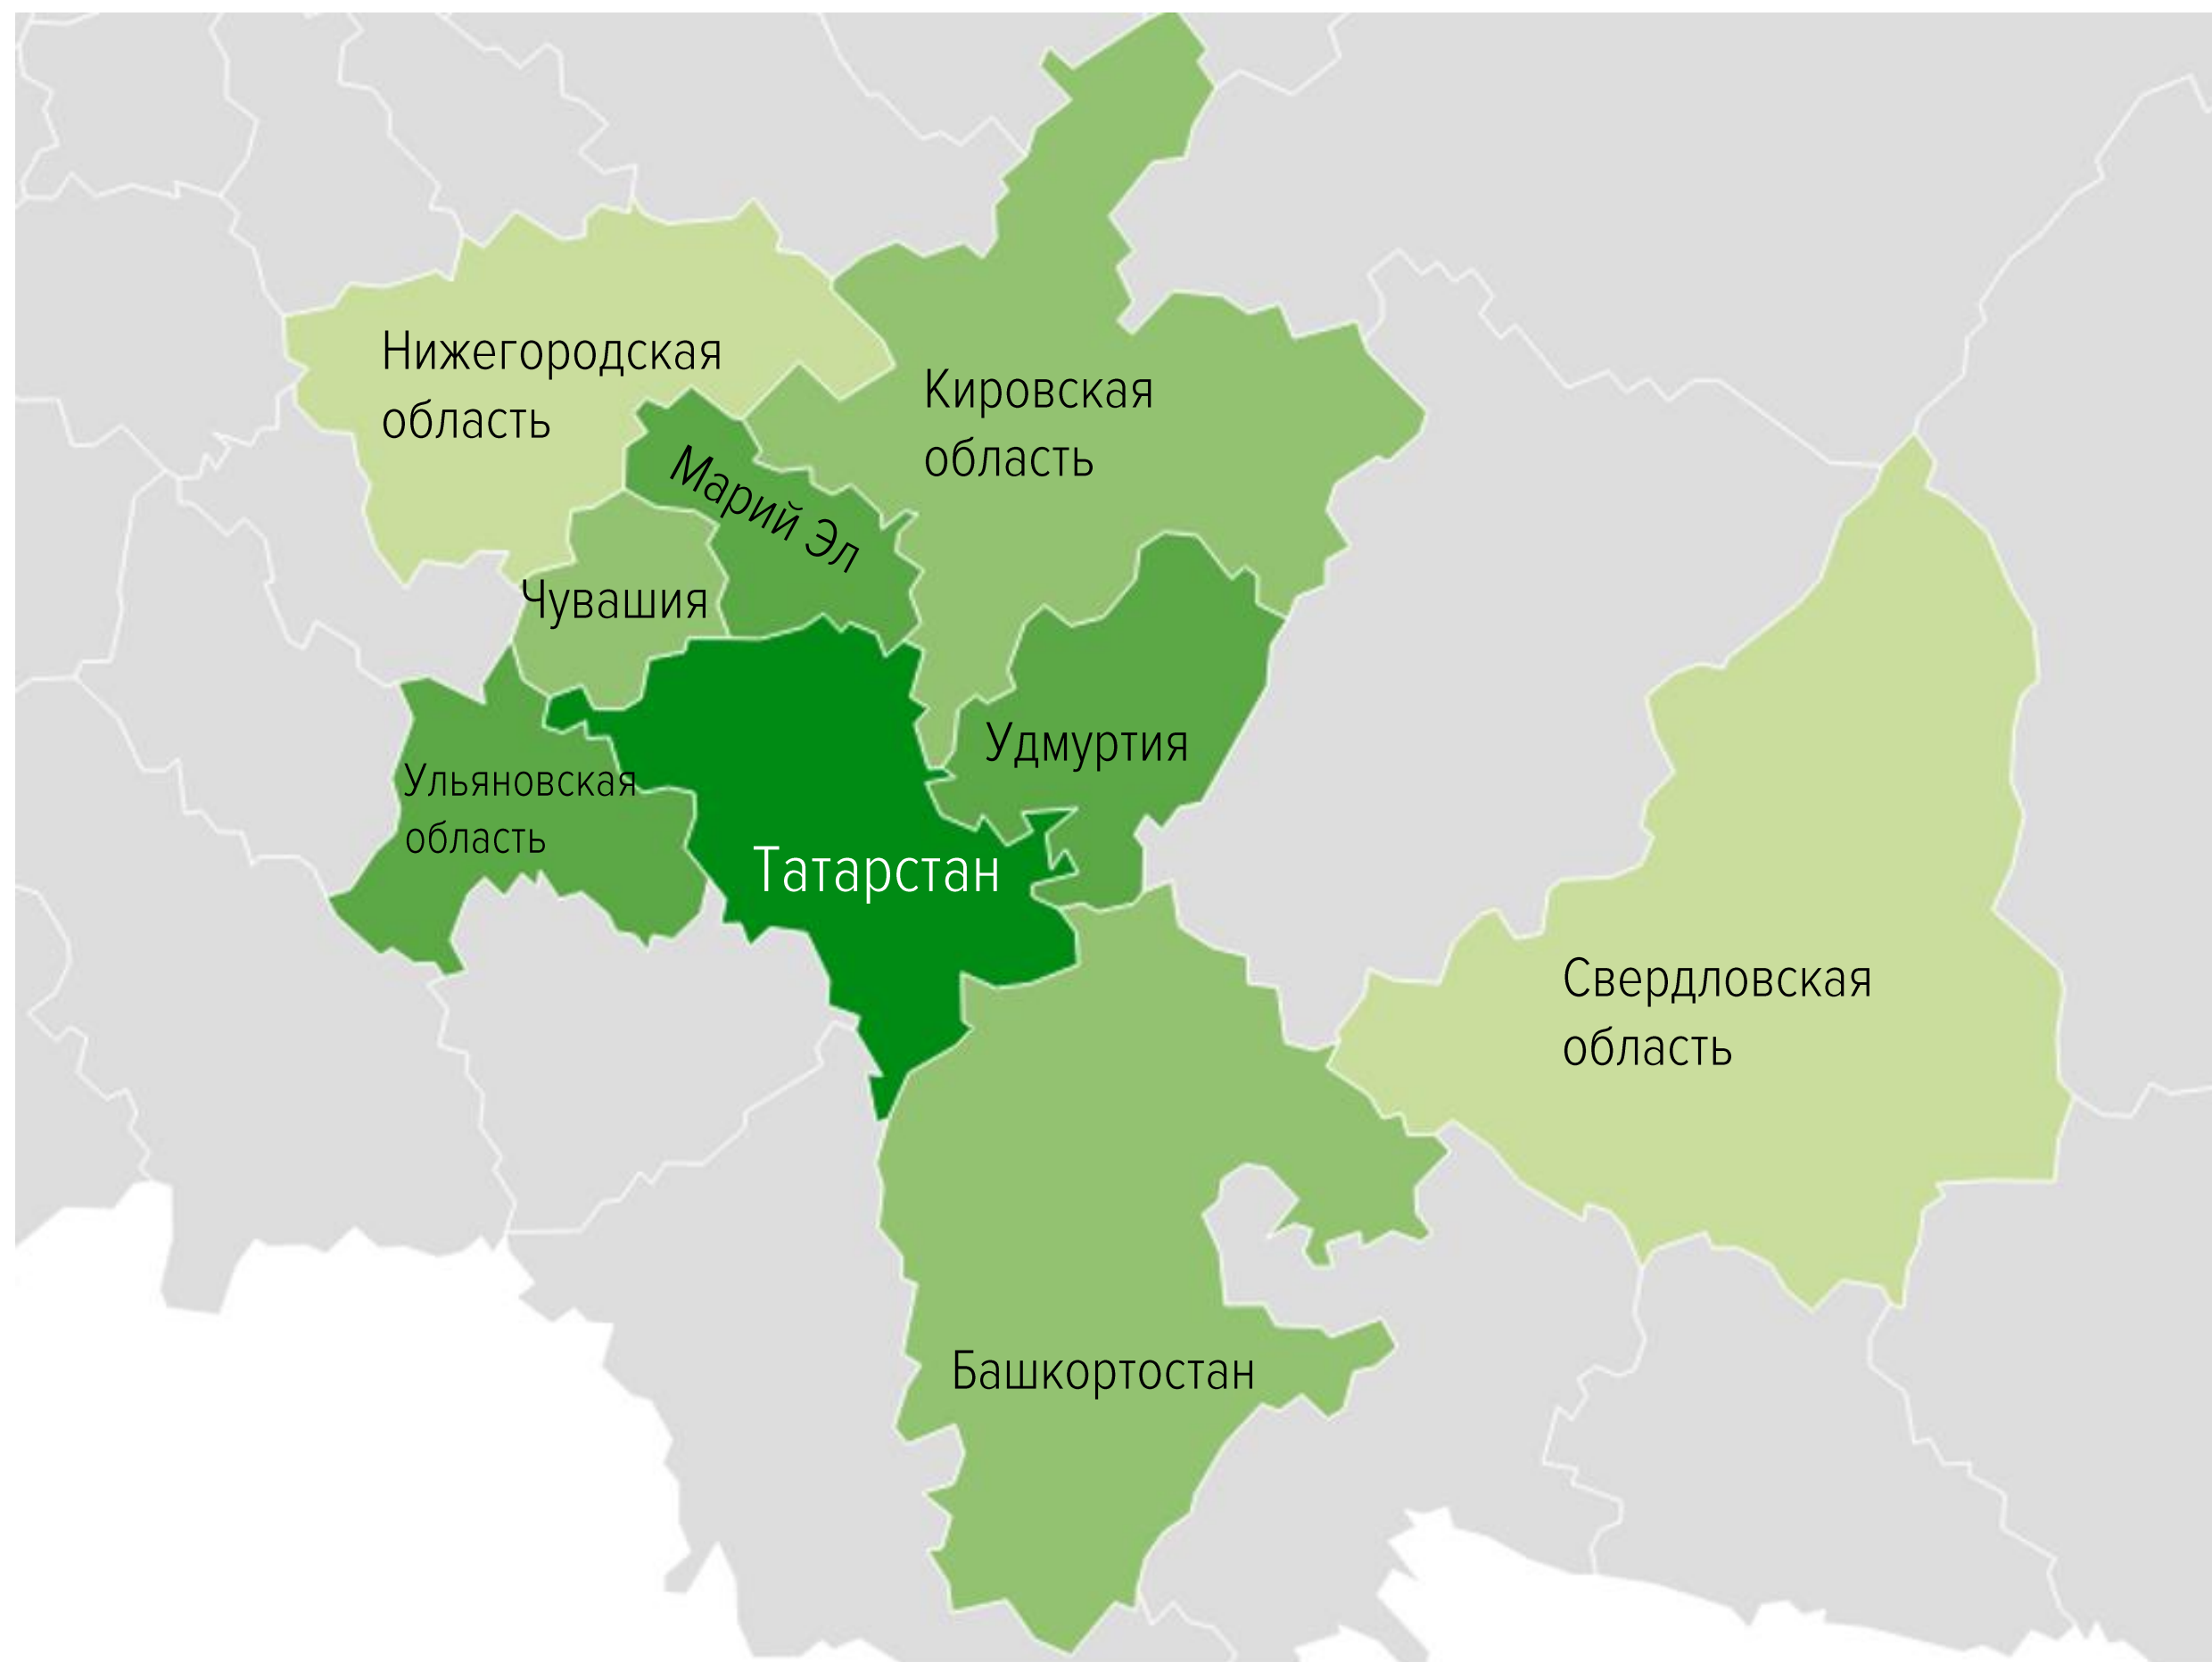 Нижегородская
область
Кировская
область
Марий Эл
Чувашия
Удмуртия
Ульяновская
область
Татарстан
Свердловская
область
Башкортостан